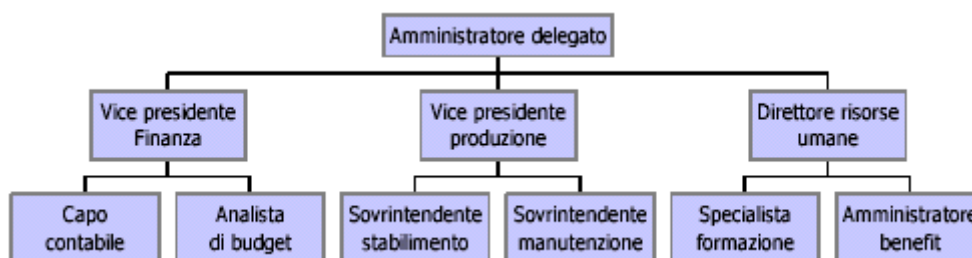 Amministratore delegato
Vice presidente
Finanza
Vice presidente
produzione
Direttore risorse
umane
Capo
contabile
Analista
di budget
Sovrintendente
stabilimento
Sovrintendente
manutenzione
Specialista
formazione
Amministratore
benefit